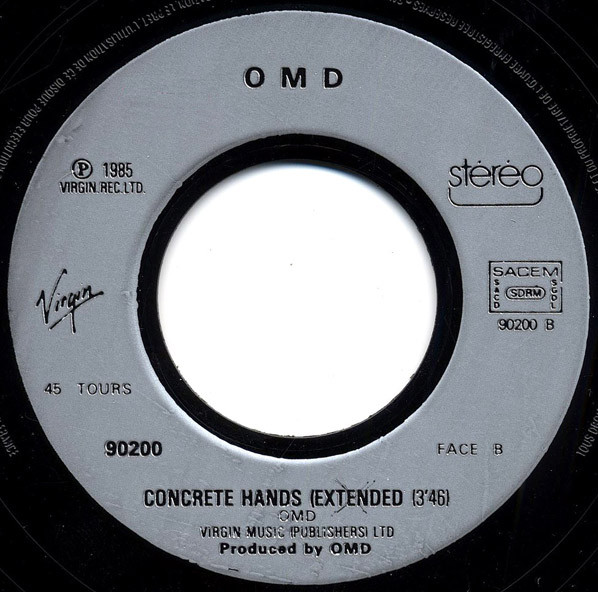 OMD
℗ 1985
VIRGIN.REC.LTD.
stéréo
Virgin
SACEM
SACD
SDRM
SGDL
90200 B
45 TOURS
90200
FACE B
CONCRETE HANDS (EXTENDED (3'46)
OMD
VIRGIN MUSIC (PUBLISHERS) LTD
Produced by OMD